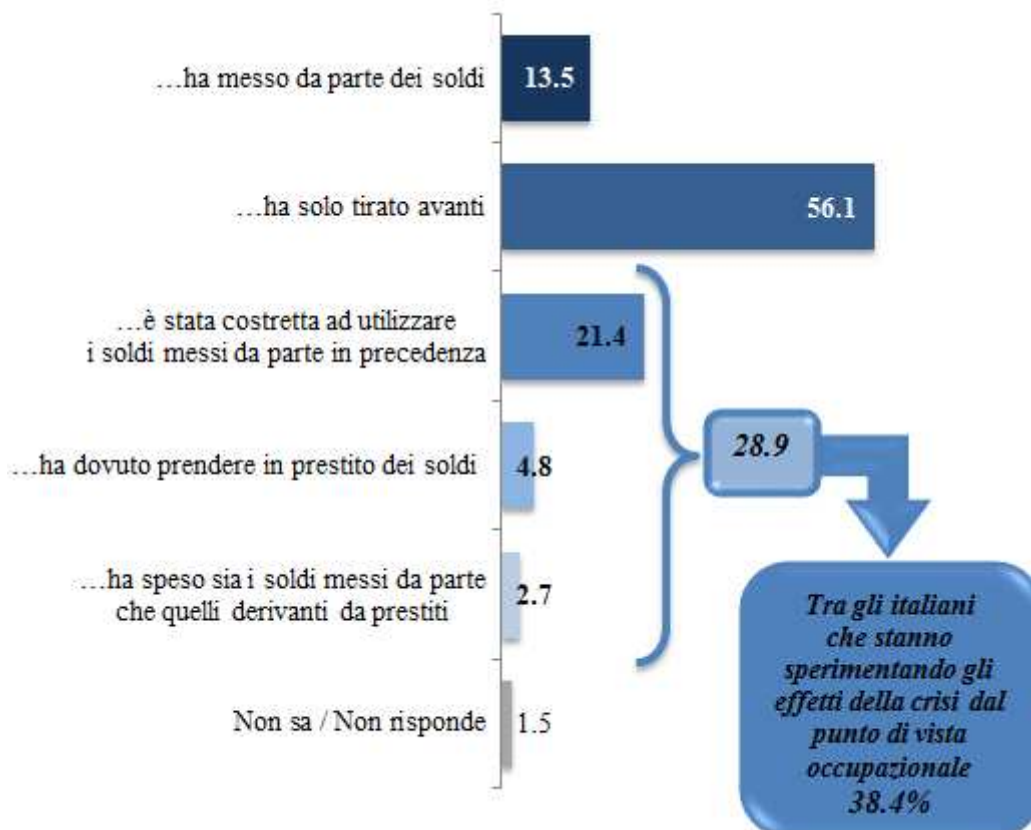 …ha messo da parte dei soldi
13.5
…ha solo tirato avanti
56.1
…è stata costretta ad utilizzare
i soldi messi da parte in precedenza
21.4
…ha dovuto prendere in prestito dei soldi
4.8
…ha speso sia i soldi messi da parte
che quelli derivanti da prestiti
2.7
Non sa / Non risponde
1.5
28.9
Tra gli italiani
che stanno
sperimentando gli
effetti della crisi dal
punto di vista
occupazionale
38.4%